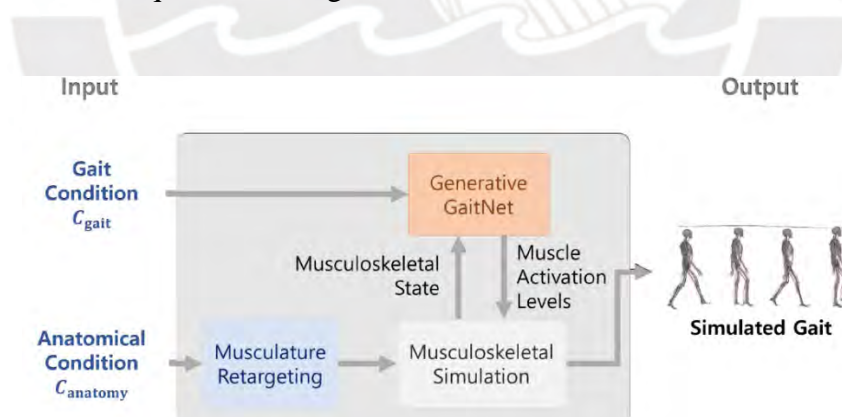 Input
Output
Gait
Condition
C_gait
Generative
GaitNet
Musculoskeletal
State
Muscle
Activation
Levels
Anatomical
Condition
C_anatomy
Musculature
Retargeting
Musculoskeletal
Simulation
Simulated Gait